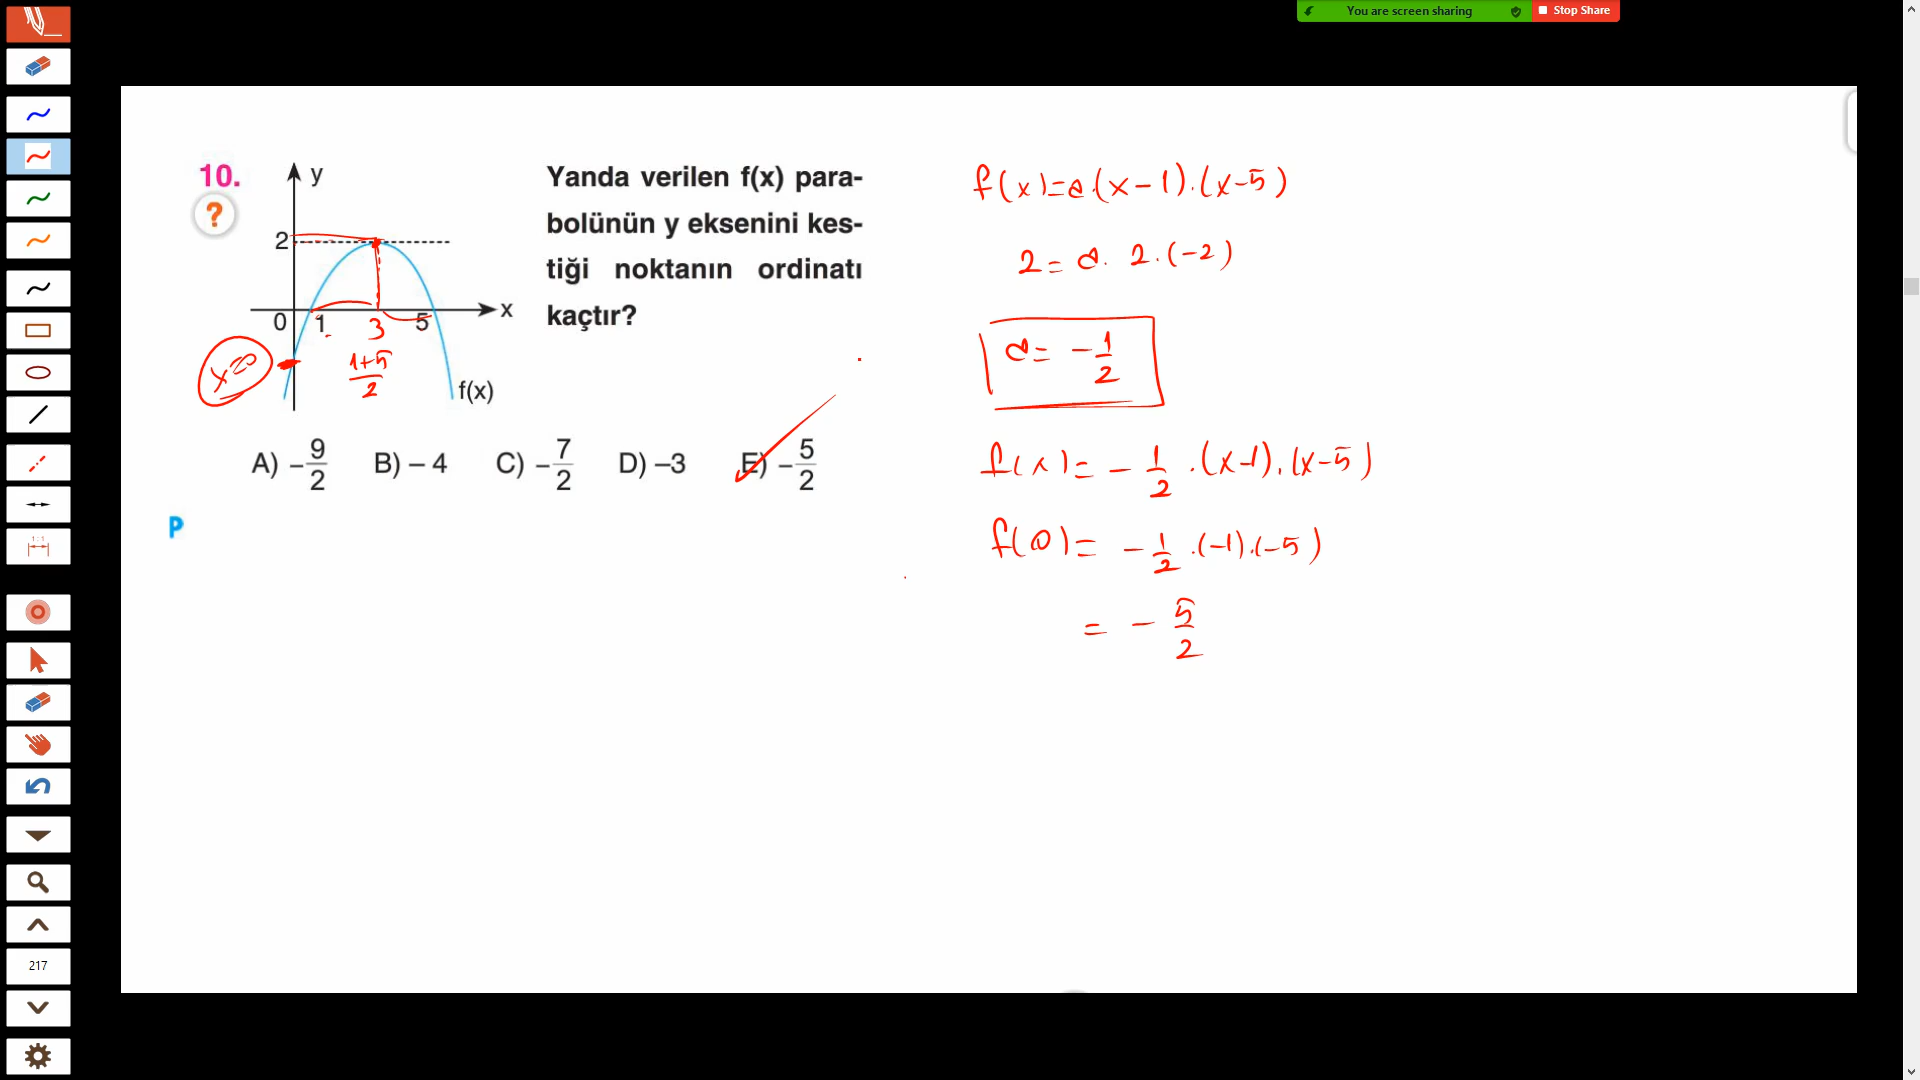 You are screen sharing
Stop Share
10.
?
y
2
0
1
3
5
x
1+5
2
x=0
f(x)
Yanda verilen f(x) para-
bolünün y eksenini kes-
tiği noktanın ordinatı
kaçtır?
A) -9/2 B) – 4 C) -7/2 D) –3 E) -5/2
P
f(x)=a.(x-1).(x-5)
2=a. 2.(-2)
a= -1/2
f(x)= -1/2 .(x-1).(x-5)
f(0)= -1/2 .(-1).(-5)
= -5/2
1:1
217